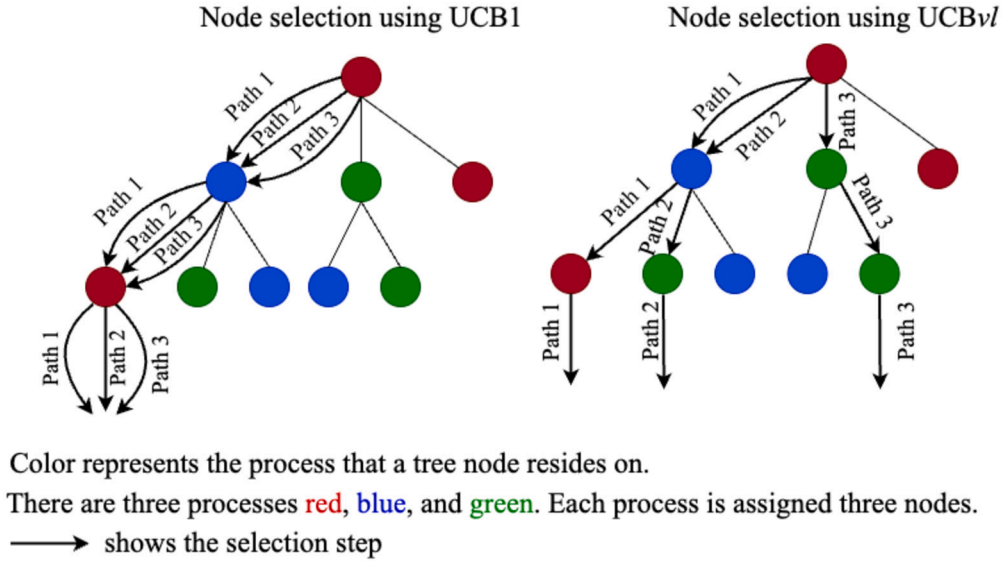 Node selection using UCB1
Node selection using UCBvl
Path 1
Path 2
Path 3
Path 1
Path 2
Path 3
Path 1
Path 2
Path 3
Path 1
Path 2
Path 3
Path 1
Path 2
Path 3
Path 1
Path 2
Path 3
Color represents the process that a tree node resides on.
There are three processes red, blue, and green. Each process is assigned three nodes.
shows the selection step